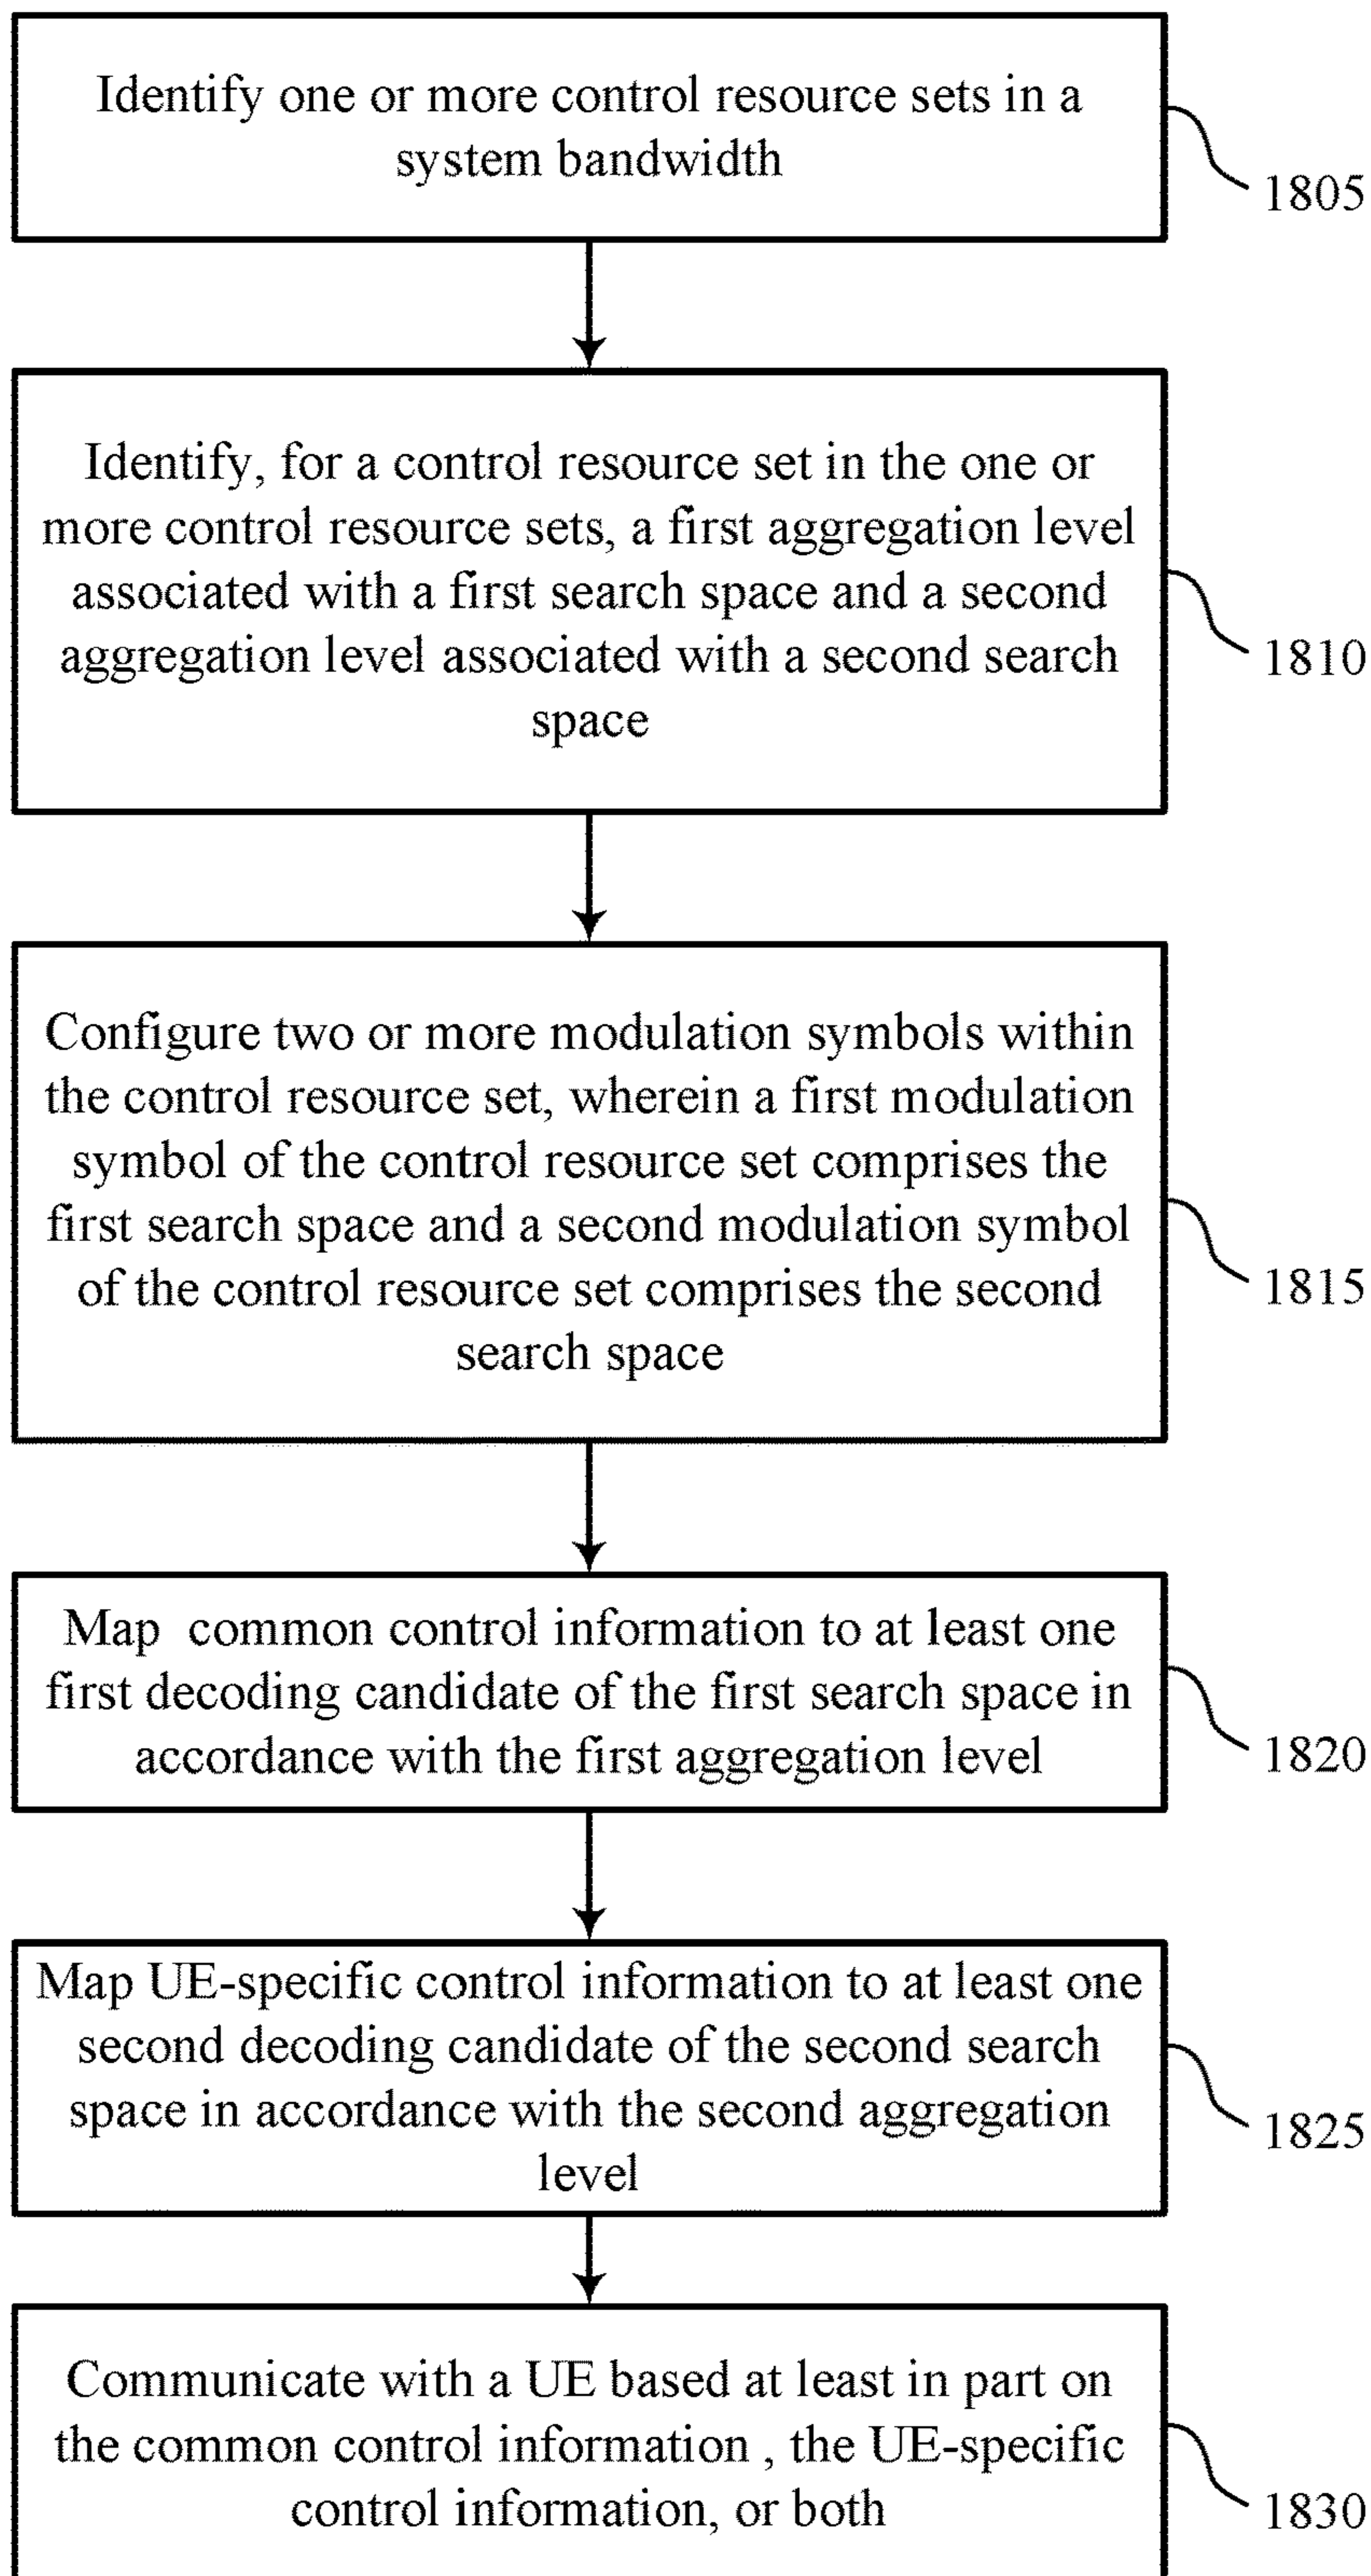 Identify one or more control resource sets in a
system bandwidth
1805
Identify, for a control resource set in the one or
more control resource sets, a first aggregation level
associated with a first search space and a second
aggregation level associated with a second search
space
1810
Configure two or more modulation symbols within
the control resource set, wherein a first modulation
symbol of the control resource set comprises the
first search space and a second modulation symbol
of the control resource set comprises the second
search space
1815
Map common control information to at least one
first decoding candidate of the first search space in
accordance with the first aggregation level
1820
Map UE-specific control information to at least one
second decoding candidate of the second search
space in accordance with the second aggregation
level
1825
Communicate with a UE based at least in part on
the common control information , the UE-specific
control information, or both
1830